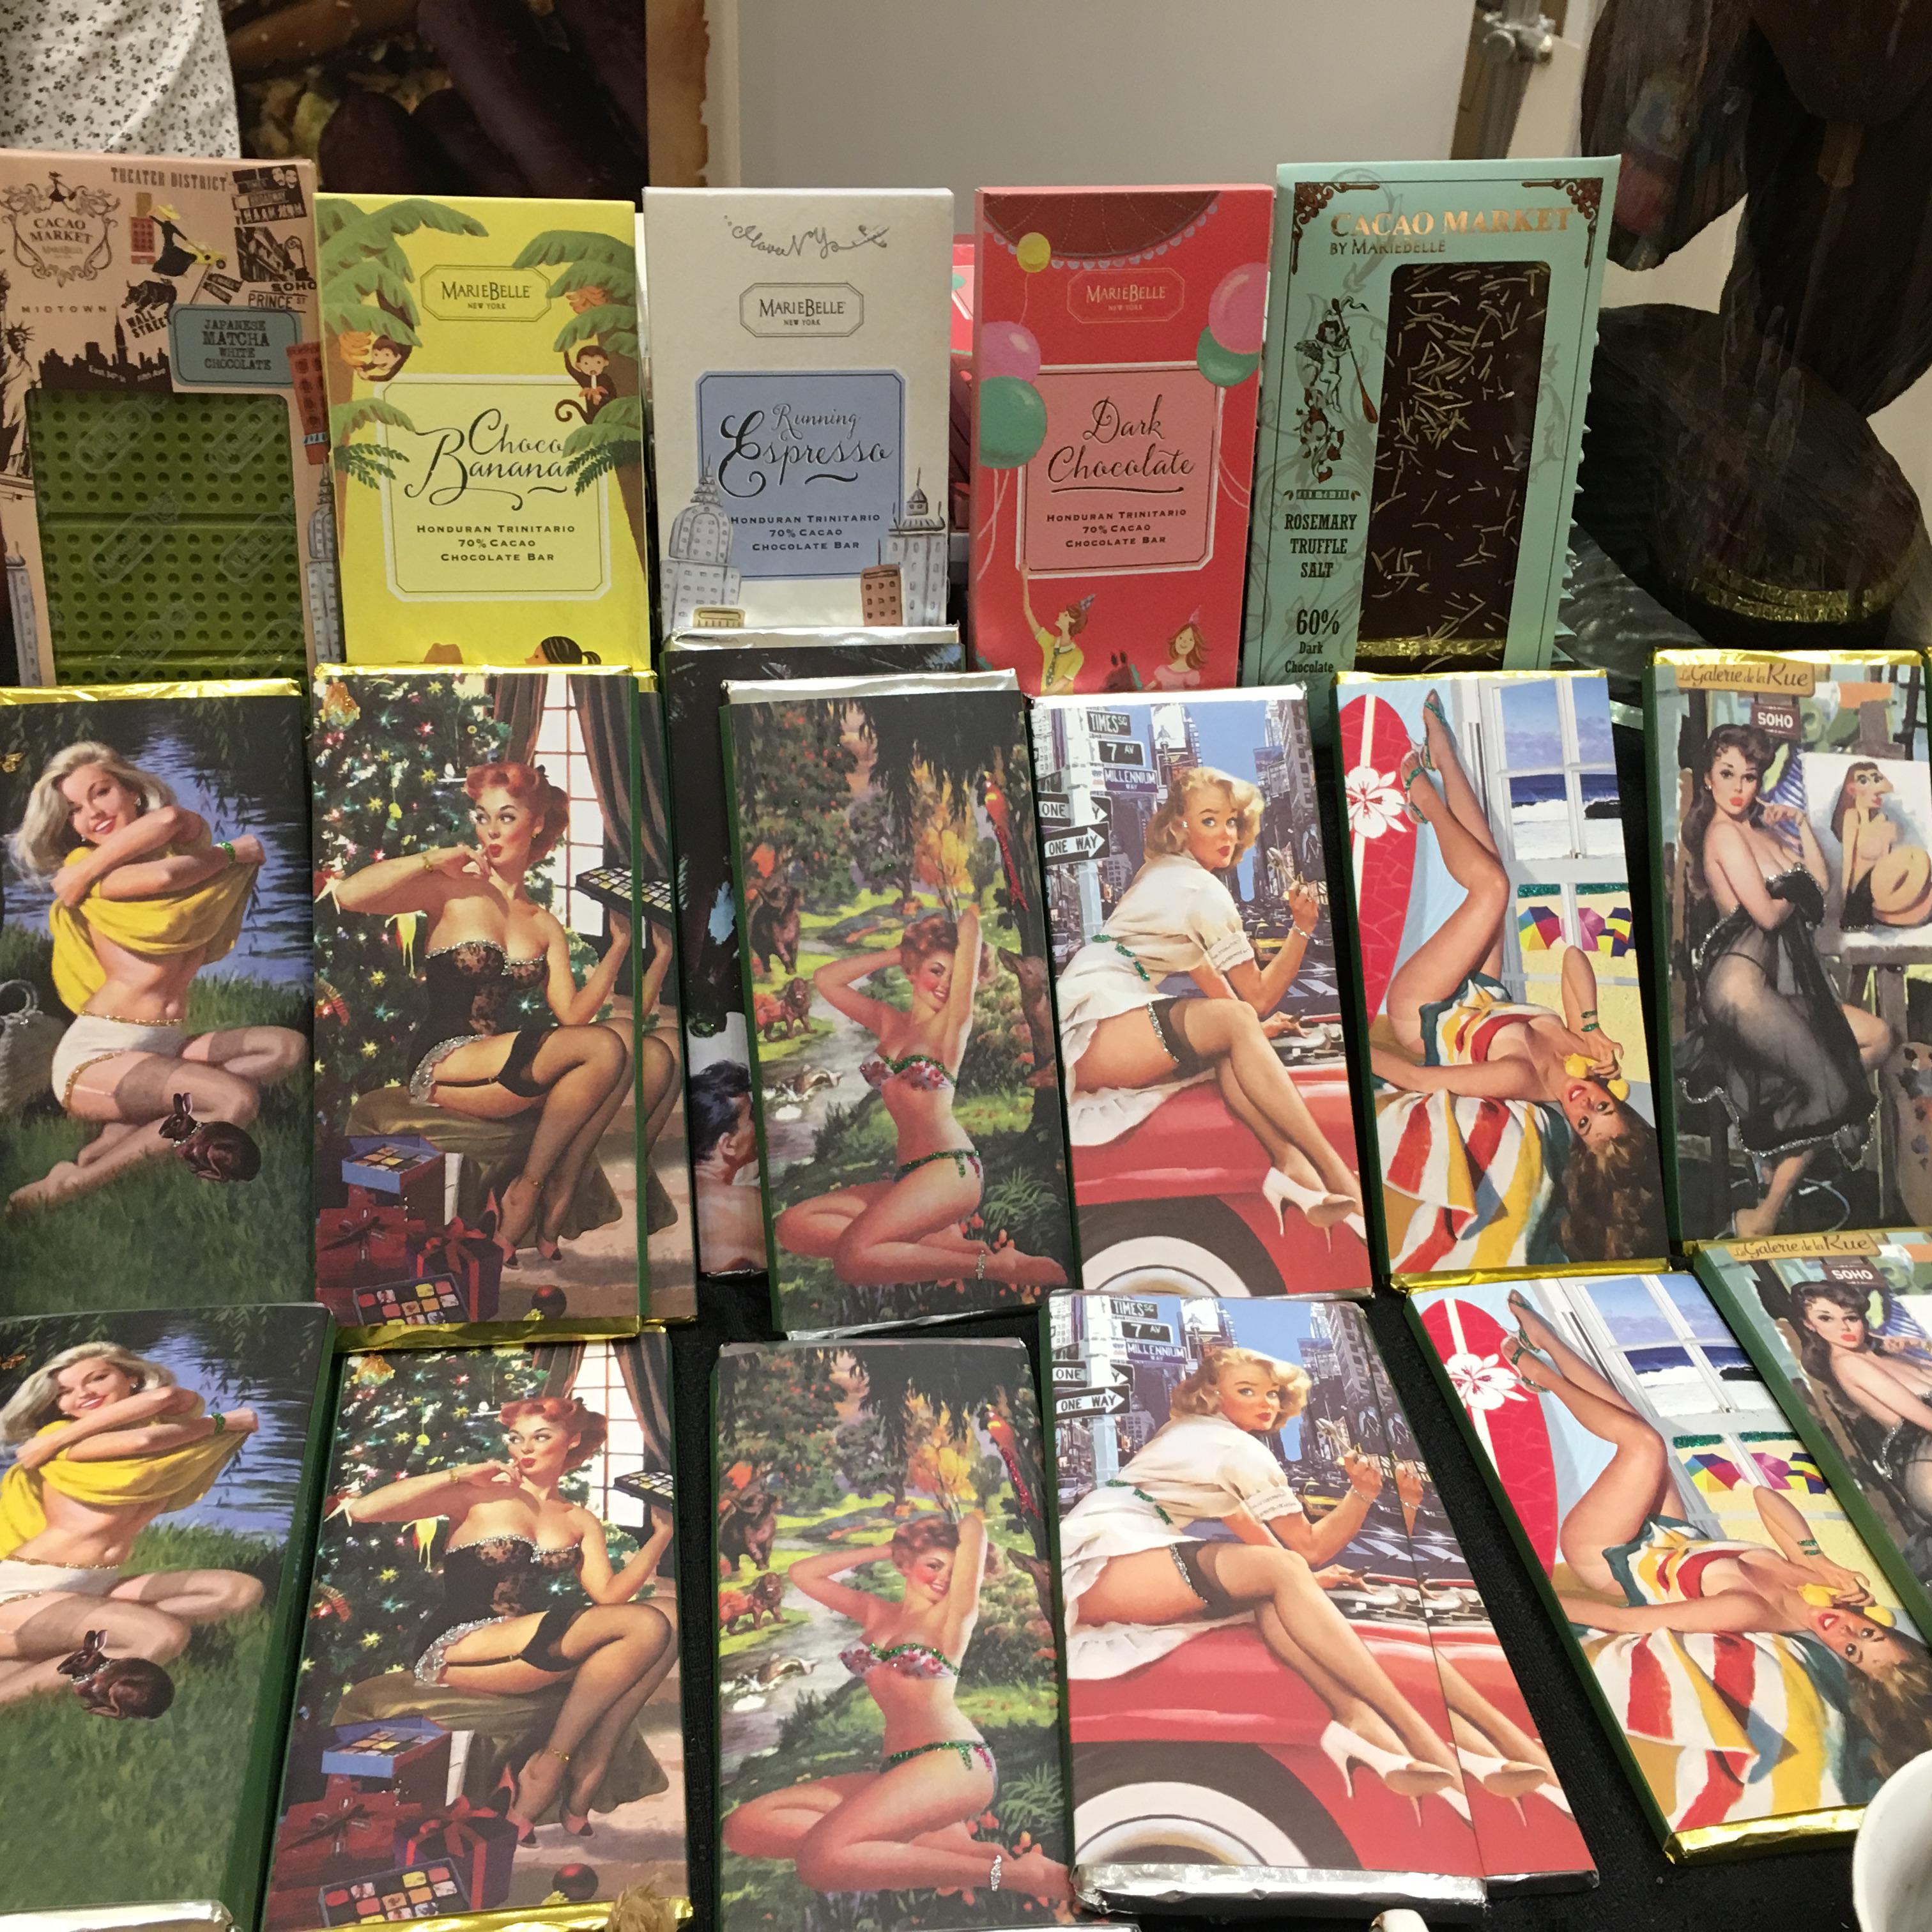 THEATER DISTRICT
CACAO
MARKET
MARIEBELLE
MIDTOWN
WALL
STREET
SOHO
PRINCE ST
JAPANESE
MATCHA
WHITE
CHOCOLATE
MARIEBELLE
NEW YORK
Choco
Banana
HONDURAN TRINITARIO
70% CACAO
CHOCOLATE BAR
MARIEBELLE
NEW YORK
Running
Espresso
HONDURAN TRINITARIO
70% CACAO
CHOCOLATE BAR
MARIEBELLE
NEW YORK
Dark
Chocolate
HONDURAN TRINITARIO
70% CACAO
CHOCOLATE BAR
CACAO MARKET
BY MARIEBELLE
ROSEMARY
TRUFFLE
SALT
60%
Dark
Chocolate
TIMES SQ
7 AV
MILLENNIUM
WAY
ONE
ONE WAY
La Galerie de la Rue
SOHO
TIMES SQ
7 AV
MILLENNIUM
WAY
ONE
ONE WAY
La Galerie de la Rue
SOHO